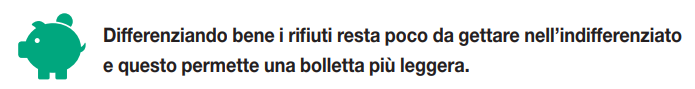 Differenziando bene i rifiuti resta poco da gettare nell’indifferenziato
e questo permette una bolletta più leggera.